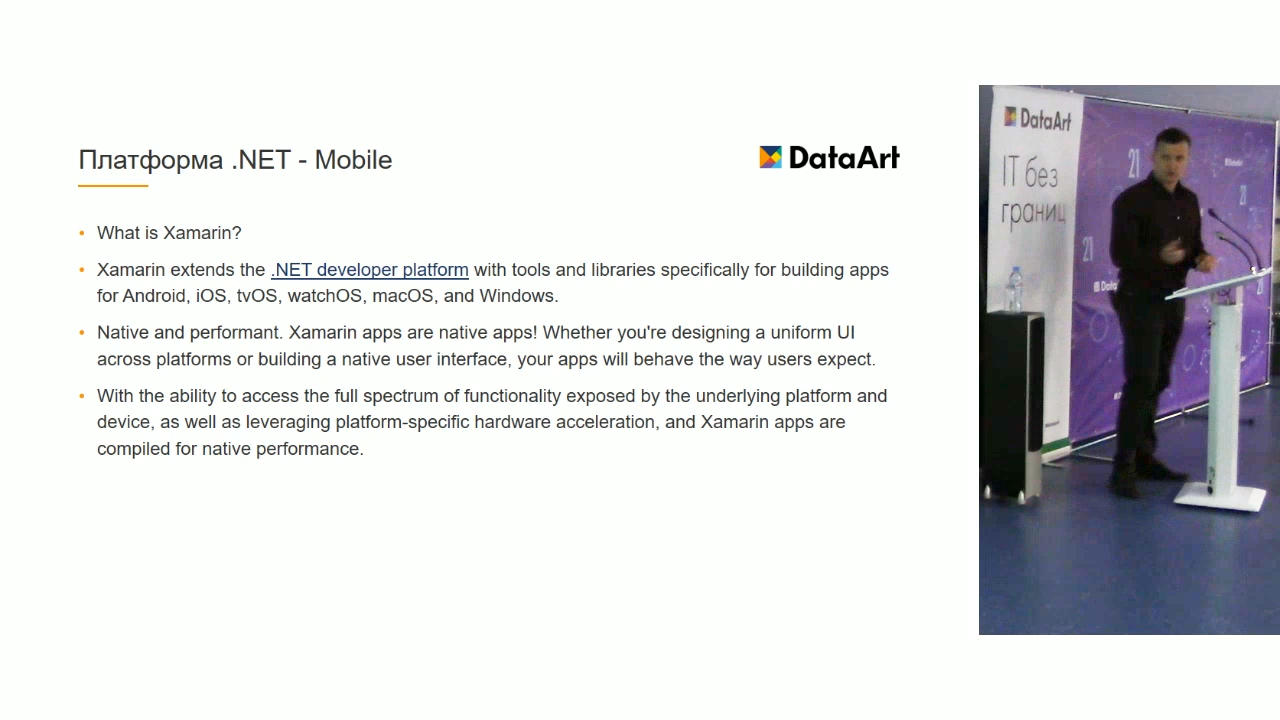 Платформа .NET - Mobile
DataArt
What is Xamarin?
Xamarin extends the .NET developer platform with tools and libraries specifically for building apps
for Android, iOS, tvOS, watchOS, macOS, and Windows.
Native and performant. Xamarin apps are native apps! Whether you're designing a uniform UI
across platforms or building a native user interface, your apps will behave the way users expect.
With the ability to access the full spectrum of functionality exposed by the underlying platform and
device, as well as leveraging platform-specific hardware acceleration, and Xamarin apps are
compiled for native performance.
DataArt
IT без
границ
21
DataArt
21
21